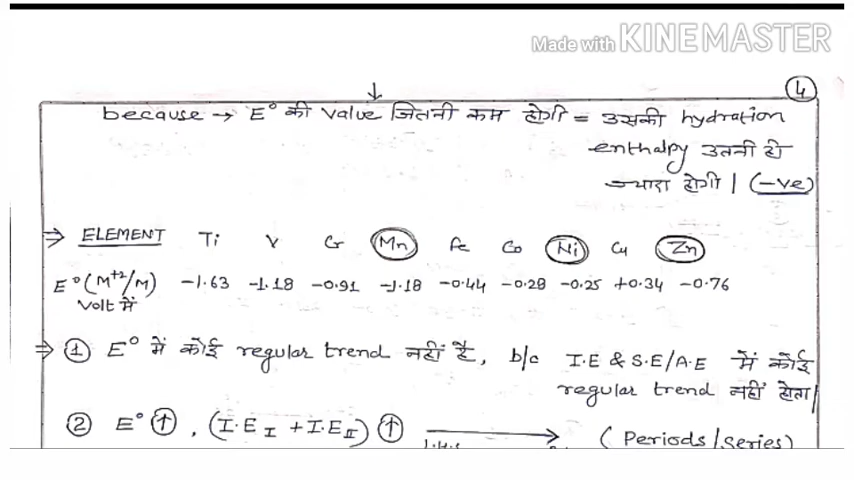 Made with KINEMASTER
4
because → E° की value जितनी कम होगी = उसकी hydration
enthalpy उतनी ही
ज्यादा होगी | (-ve)
⇒ ELEMENT Ti V Cr Mn Fe Co Ni Cu Zn
E°(M⁺²/M) -1.63 -1.18 -0.91 -1.18 -0.44 -0.28 -0.25 +0.34 -0.76
Volt में
⇒ ① E° में कोई regular trend नहीं है, b/c I.E & S.E/A.E में कोई
regular trend नहीं होता|
② E° ↑, (I.E I + I.E II) ↑ → (Periods/series)